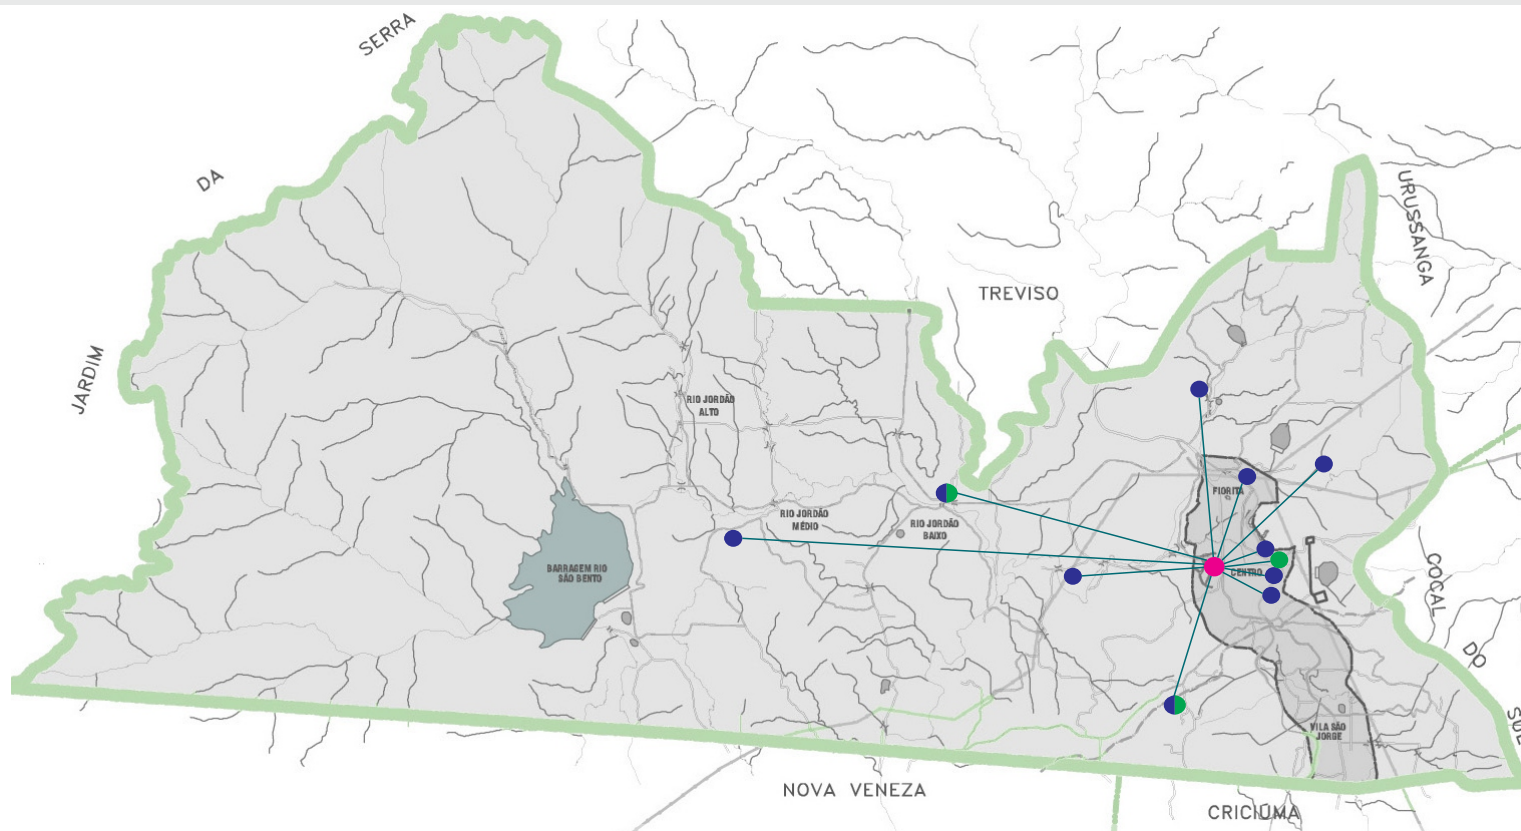 SERRA
DA
JARDIM
URUSSANGA
TREVISO
RIO JORDÃO
ALTO
FIORITA
RIO JORDÃO
MÉDIO
RIO JORDÃO
BAIXO
BARRAGEM RIO
SÃO BENTO
CENTRO
COCAL
DO
SUL
VILA SÃO
JORGE
NOVA VENEZA
CRICIÚMA